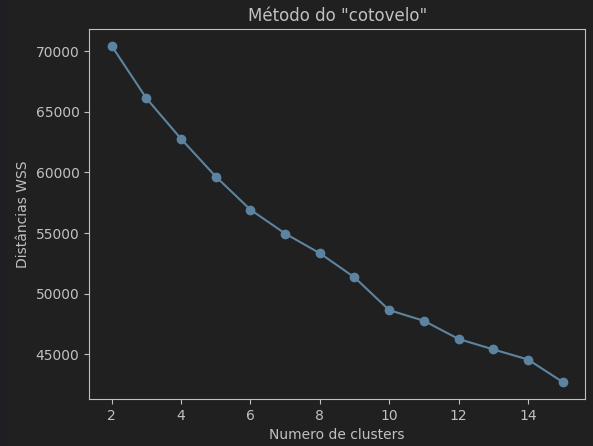 Método do "cotovelo"
70000
65000
60000
55000
50000
45000
Distâncias WSS
2 4 6 8 10 12 14
Numero de clusters